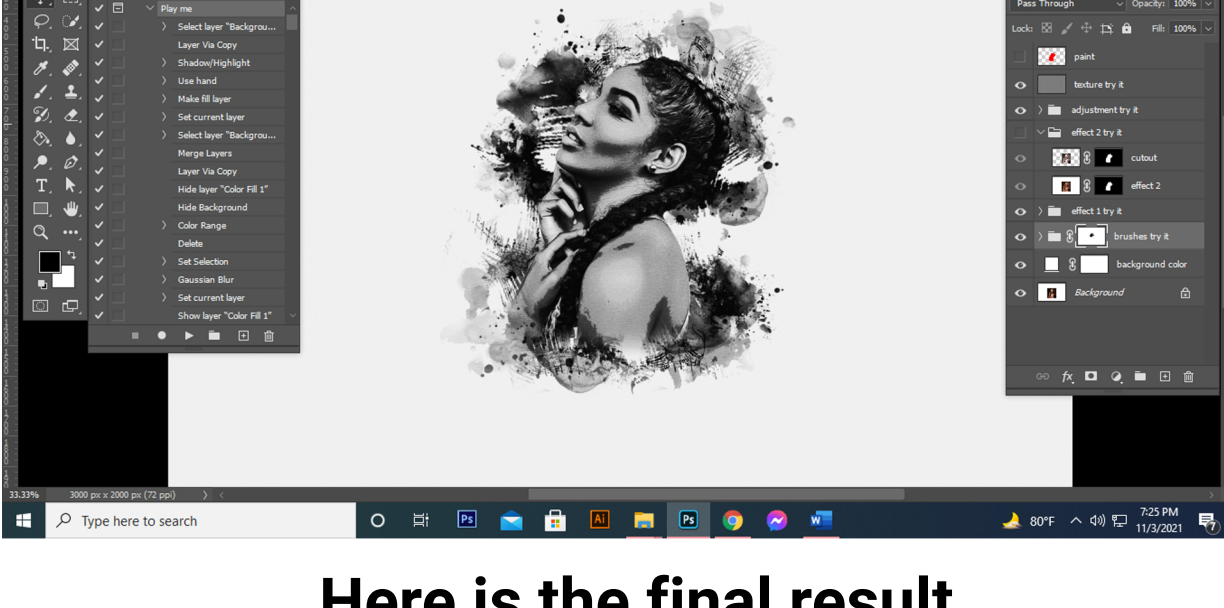 Play me
Select layer "Backgrou...
Layer Via Copy
Shadow/Highlight
Use hand
Make fill layer
Set current layer
Select layer "Backgrou...
Merge Layers
Layer Via Copy
Hide layer "Color Fill 1"
Hide Background
Color Range
Delete
Set Selection
Gaussian Blur
Set current layer
Show layer "Color Fill 1"
Pass Through Opacity: 100%
Lock: Fill: 100%
paint
texture try it
adjustment try it
effect 2 try it
cutout
effect 2
effect 1 try it
brushes try it
background color
Background
33.33% 3000 px x 2000 px (72 ppi)
Type here to search
Ps
Ai
Ps
W
80°F
7:25 PM
11/3/2021
7
Here is the final result